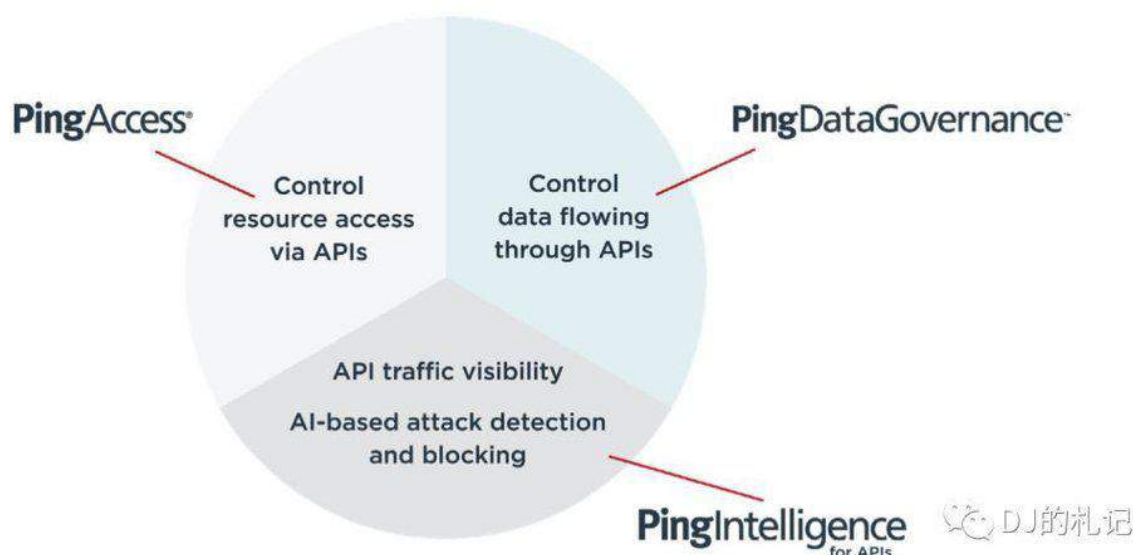 PingAccess®
PingDataGovernance™
Control
resource access
via APIs
Control
data flowing
through APIs
API traffic visibility
AI-based attack detection
and blocking
PingIntelligence
for APIs
DJ的札记